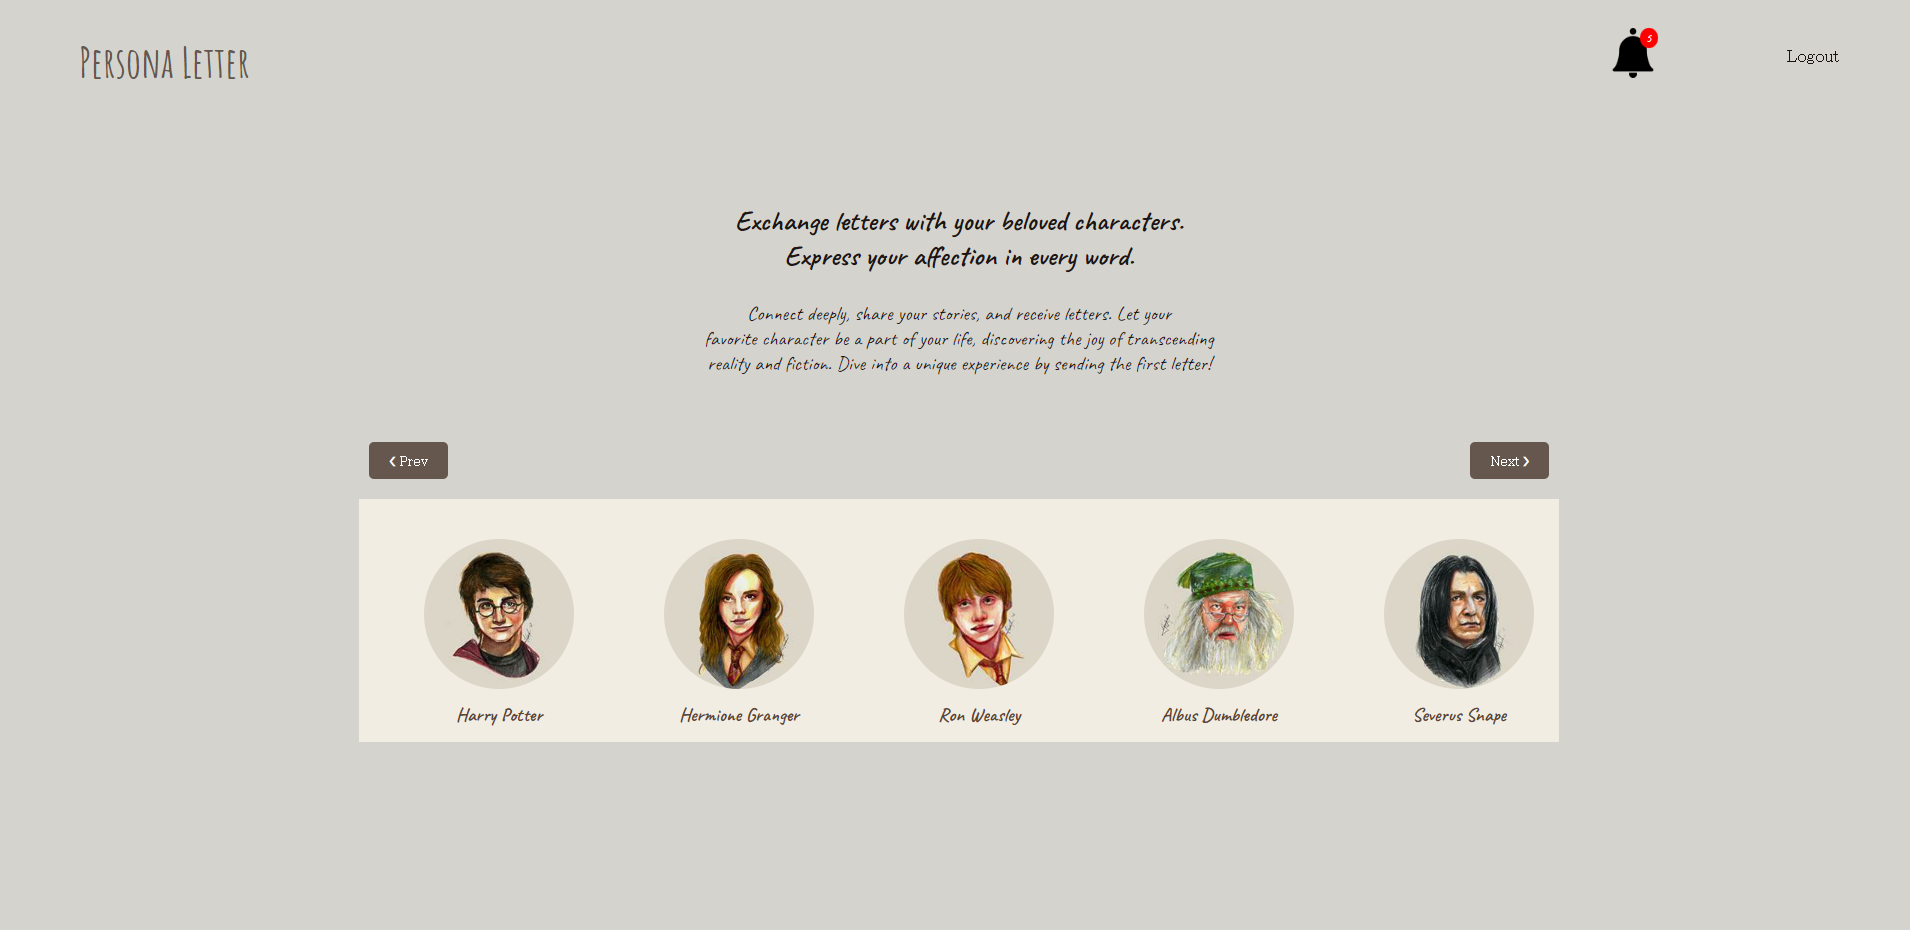 Persona Letter
5
Logout
Exchange letters with your beloved characters.
Express your affection in every word.
Connect deeply, share your stories, and receive letters. Let your
favorite character be a part of your life, discovering the joy of transcending
reality and fiction. Dive into a unique experience by sending the first letter!
Prev
Next
Harry Potter
Hermione Granger
Ron Weasley
Albus Dumbledore
Severus Snape